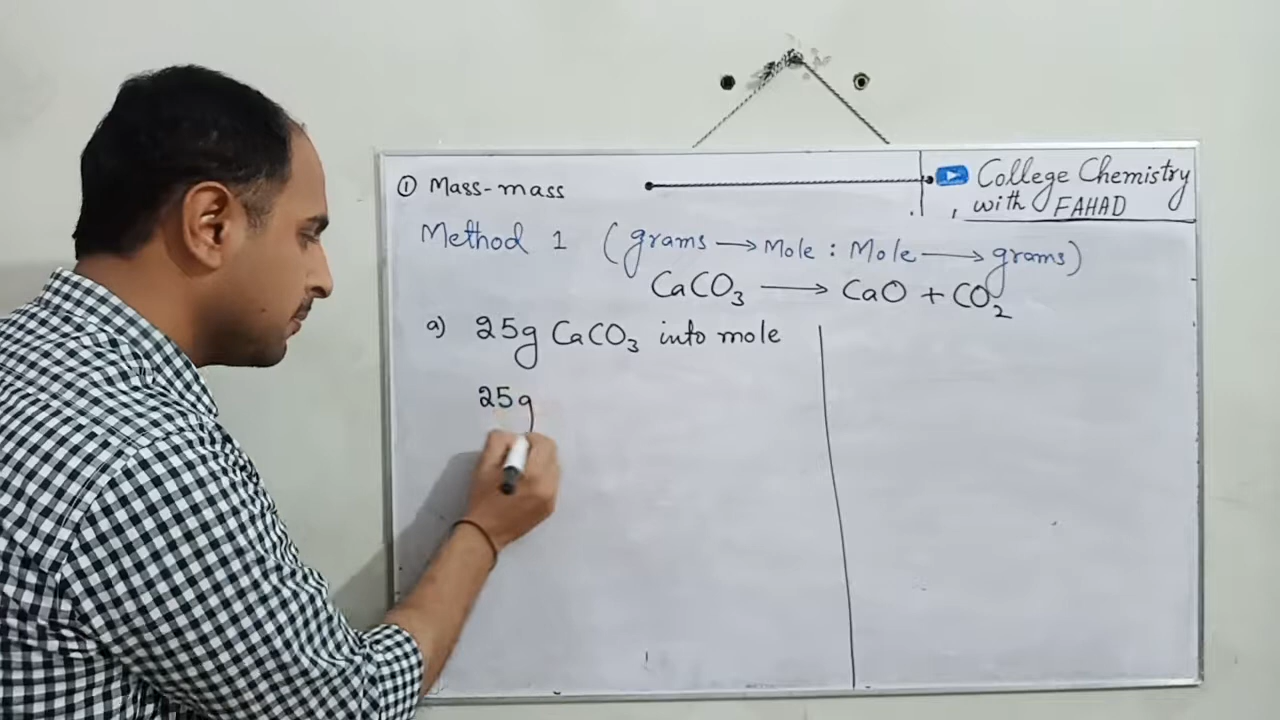 ① Mass-mass
College Chemistry
with FAHAD
Method 1 (grams → Mole : Mole → grams)
CaCO₃ → CaO + CO₂
a) 25g CaCO₃ into mole
25g